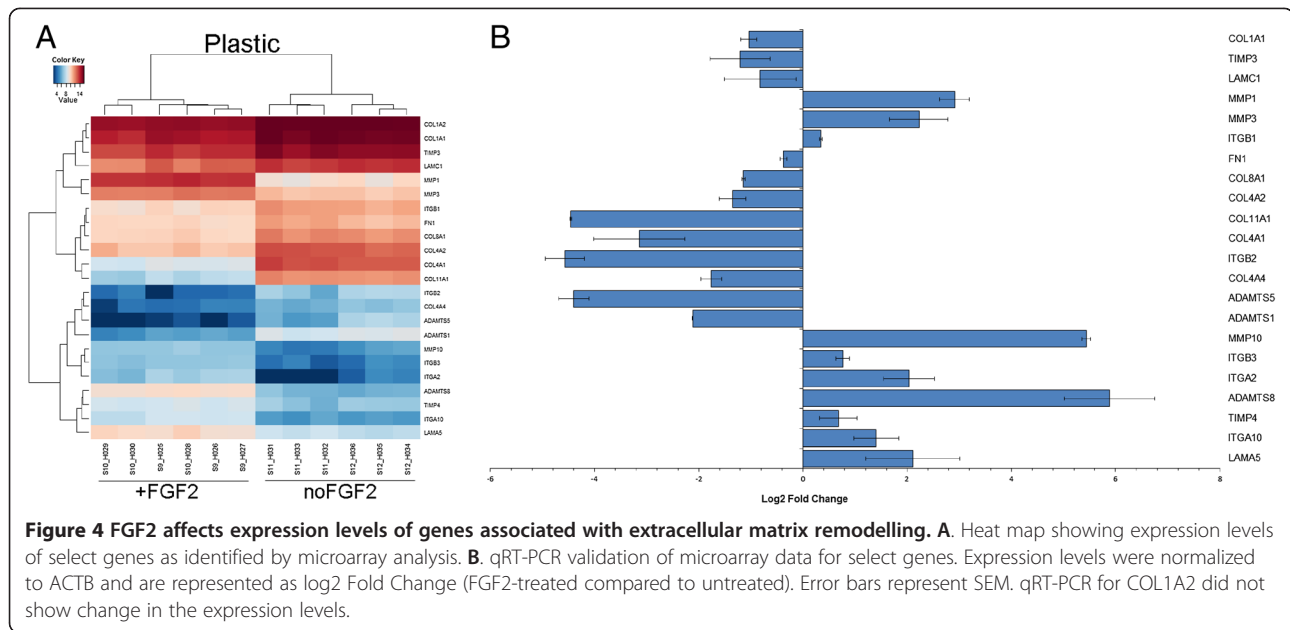 A
Plastic
Color Key
4 8 14
Value
COL1A2
COL1A1
TIMP3
LAMC1
MMP1
MMP3
ITGB1
FN1
COL8A1
COL4A2
COL4A1
COL11A1
ITGB2
COL4A4
ADAMTS5
ADAMTS1
MMP10
ITGB3
ITGA2
ADAMTS8
TIMP4
ITGA10
LAMA5
S10_H029
S10_H030
S9_H025
S10_H028
S9_H026
S9_H027
S11_H031
S11_H033
S11_H032
S12_H036
S12_H035
S12_H034
+FGF2
noFGF2
B
COL1A1
TIMP3
LAMC1
MMP1
MMP3
ITGB1
FN1
COL8A1
COL4A2
COL11A1
COL4A1
ITGB2
COL4A4
ADAMTS5
ADAMTS1
MMP10
ITGB3
ITGA2
ADAMTS8
TIMP4
ITGA10
LAMA5
-6 -4 -2 0 2 4 6 8
Log2 Fold Change
Figure 4 FGF2 affects expression levels of genes associated with extracellular matrix remodelling. A. Heat map showing expression levels
of select genes as identified by microarray analysis. B. qRT-PCR validation of microarray data for select genes. Expression levels were normalized
to ACTB and are represented as log2 Fold Change (FGF2-treated compared to untreated). Error bars represent SEM. qRT-PCR for COL1A2 did not
show change in the expression levels.